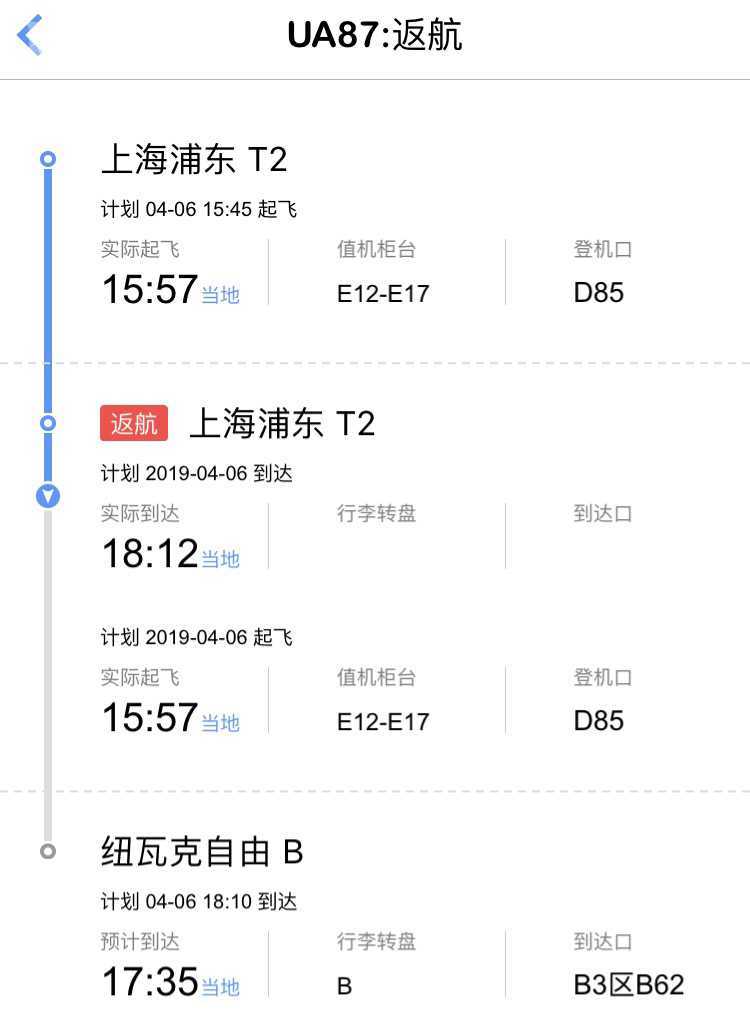 UA87:返航
上海浦东 T2
计划 04-06 15:45 起飞
实际起飞 值机柜台 登机口
15:57当地 E12-E17 D85
返航 上海浦东 T2
计划 2019-04-06 到达
实际到达 行李转盘 到达口
18:12当地
计划 2019-04-06 起飞
实际起飞 值机柜台 登机口
15:57当地 E12-E17 D85
纽瓦克自由 B
计划 04-06 18:10 到达
预计到达 行李转盘 到达口
17:35当地 B B3区B62